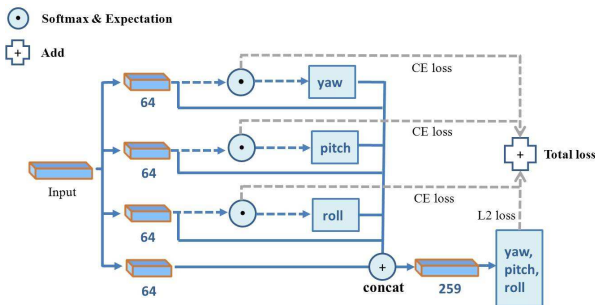 Softmax & Expectation
Add
CE loss
yaw
64
CE loss
pitch
64
Total loss
Input
CE loss
roll
64
L2 loss
yaw,
pitch,
roll
64
concat
259